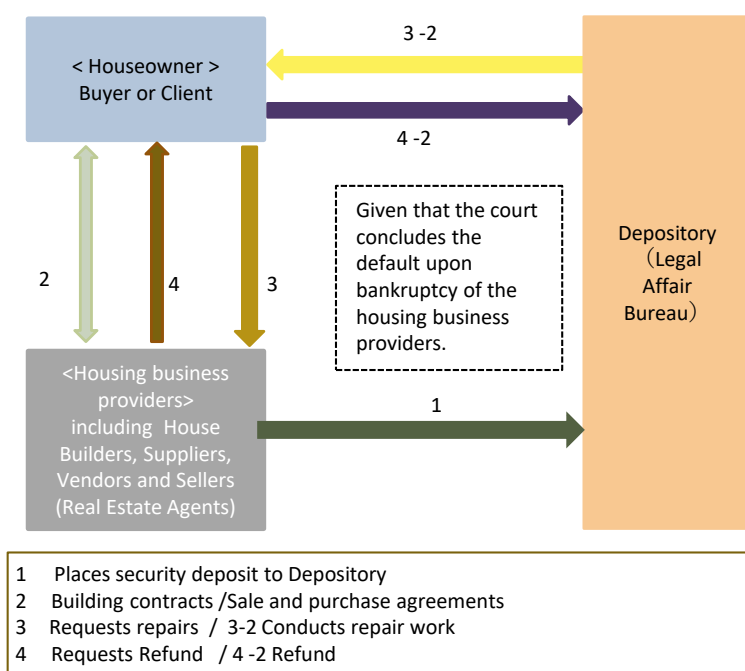 3 -2
< Houseowner >
Buyer or Client
4 -2
Given that the court
concludes the
default upon
bankruptcy of the
housing business
providers.
Depository
（Legal
Affair
Bureau）
2
4
3
<Housing business
providers>
including House
Builders, Suppliers,
Vendors and Sellers
(Real Estate Agents)
1
1 Places security deposit to Depository
2 Building contracts /Sale and purchase agreements
3 Requests repairs / 3-2 Conducts repair work
4 Requests Refund / 4 -2 Refund